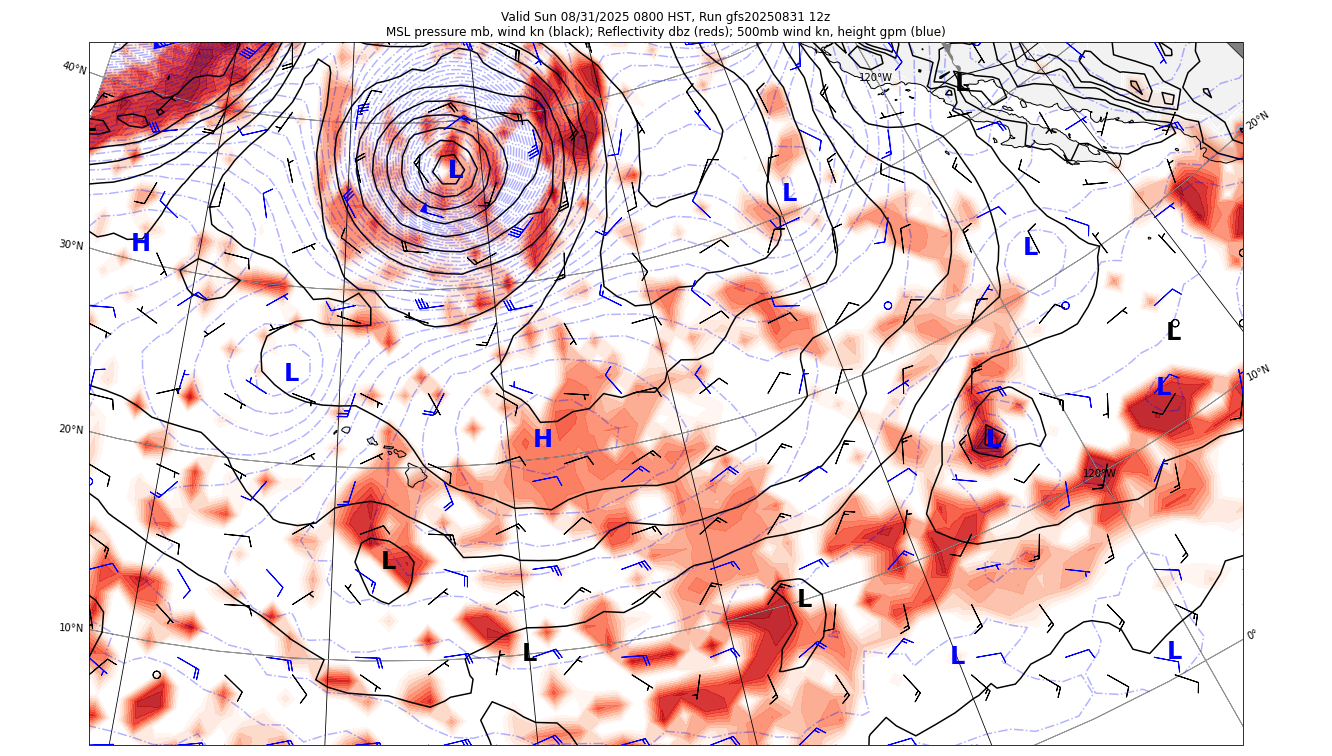 Valid Sun 08/31/2025 0800 HST, Run gfs20250831 12z
MSL pressure mb, wind kn (black); Reflectivity dbz (reds); 500mb wind kn, height gpm (blue)
40°N
120°W
L
20°N
L
L
H
30°N
L
L
L
10°N
L
20°N
H
L
120°W
L
L
10°N
0°
L
L
L